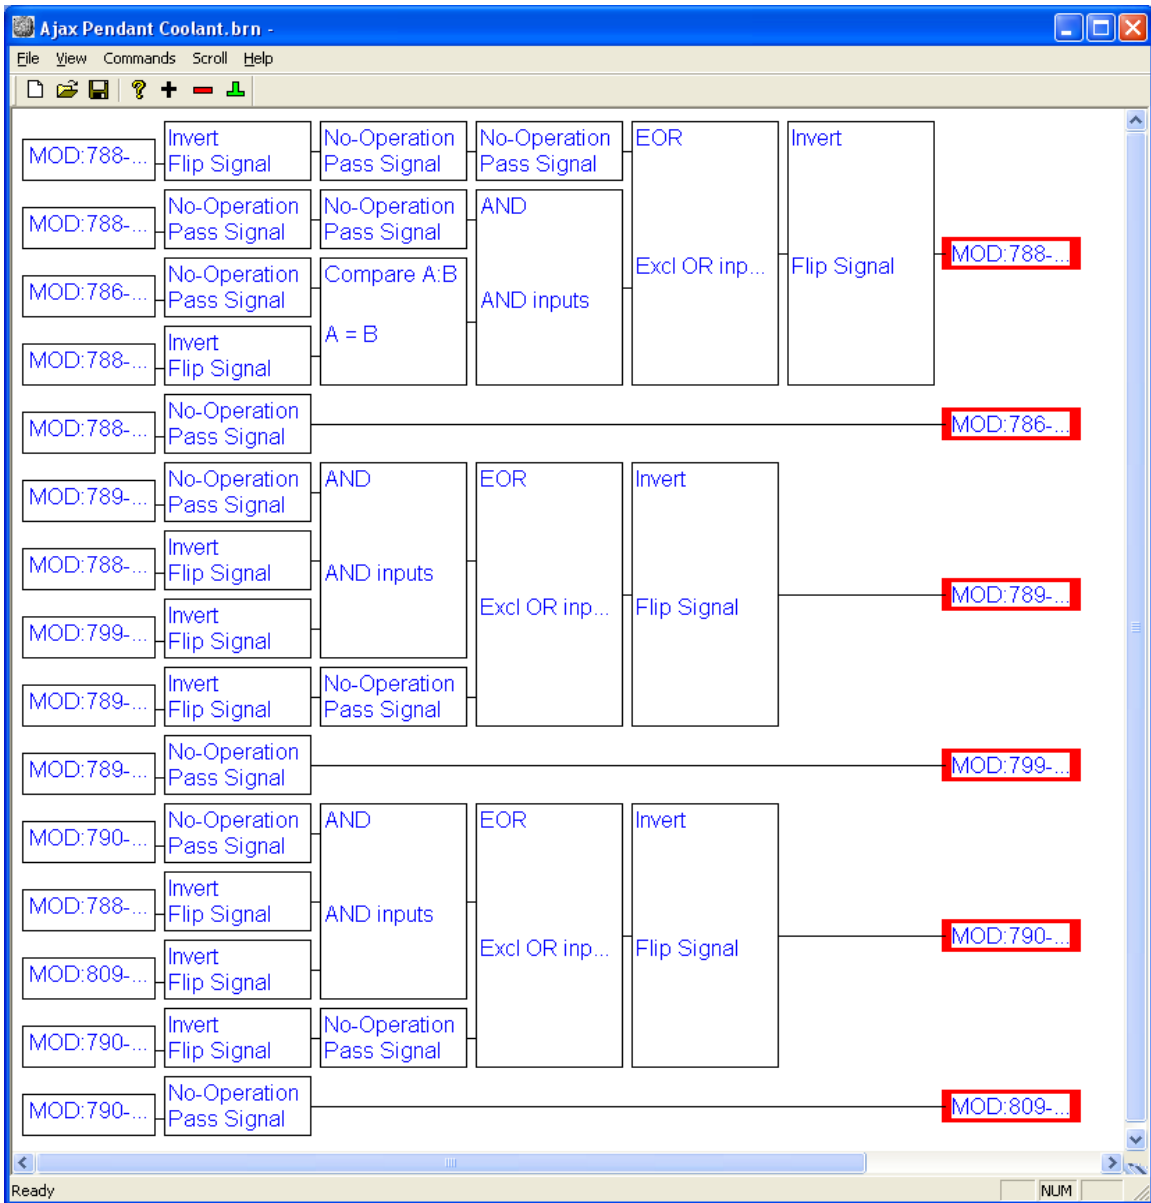 Ajax Pendant Coolant.brn -
File View Commands Scroll Help
MOD:788-...
Invert
Flip Signal
No-Operation
Pass Signal
No-Operation
Pass Signal
EOR
Excl OR inp...
Invert
Flip Signal
MOD:788-...
MOD:788-...
No-Operation
Pass Signal
No-Operation
Pass Signal
AND
AND inputs
MOD:786-...
No-Operation
Pass Signal
Compare A:B
A = B
MOD:788-...
Invert
Flip Signal
MOD:788-...
No-Operation
Pass Signal
MOD:786-...
MOD:789-...
No-Operation
Pass Signal
AND
AND inputs
EOR
Excl OR inp...
Invert
Flip Signal
MOD:789-...
MOD:788-...
Invert
Flip Signal
MOD:799-...
Invert
Flip Signal
MOD:789-...
Invert
Flip Signal
No-Operation
Pass Signal
MOD:789-...
No-Operation
Pass Signal
MOD:799-...
MOD:790-...
No-Operation
Pass Signal
AND
AND inputs
EOR
Excl OR inp...
Invert
Flip Signal
MOD:790-...
MOD:788-...
Invert
Flip Signal
MOD:809-...
Invert
Flip Signal
MOD:790-...
Invert
Flip Signal
No-Operation
Pass Signal
MOD:790-...
No-Operation
Pass Signal
MOD:809-...
Ready
NUM